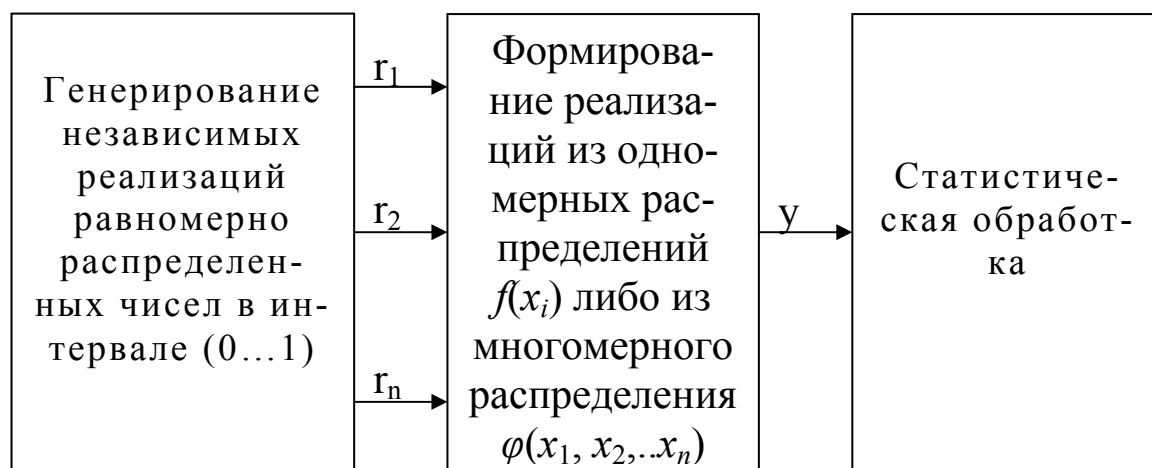 Генерирование
независимых
реализаций
равномерно
распределен-
ных чисел в ин-
тервале (0…1)
r₁
r₂
rₙ
Формирова-
ние реализа-
ций из одно-
мерных рас-
пределений
f(xᵢ) либо из
многомерного
распределения
φ(x₁, x₂,..xₙ)
y
Статистиче-
ская обработ-
ка